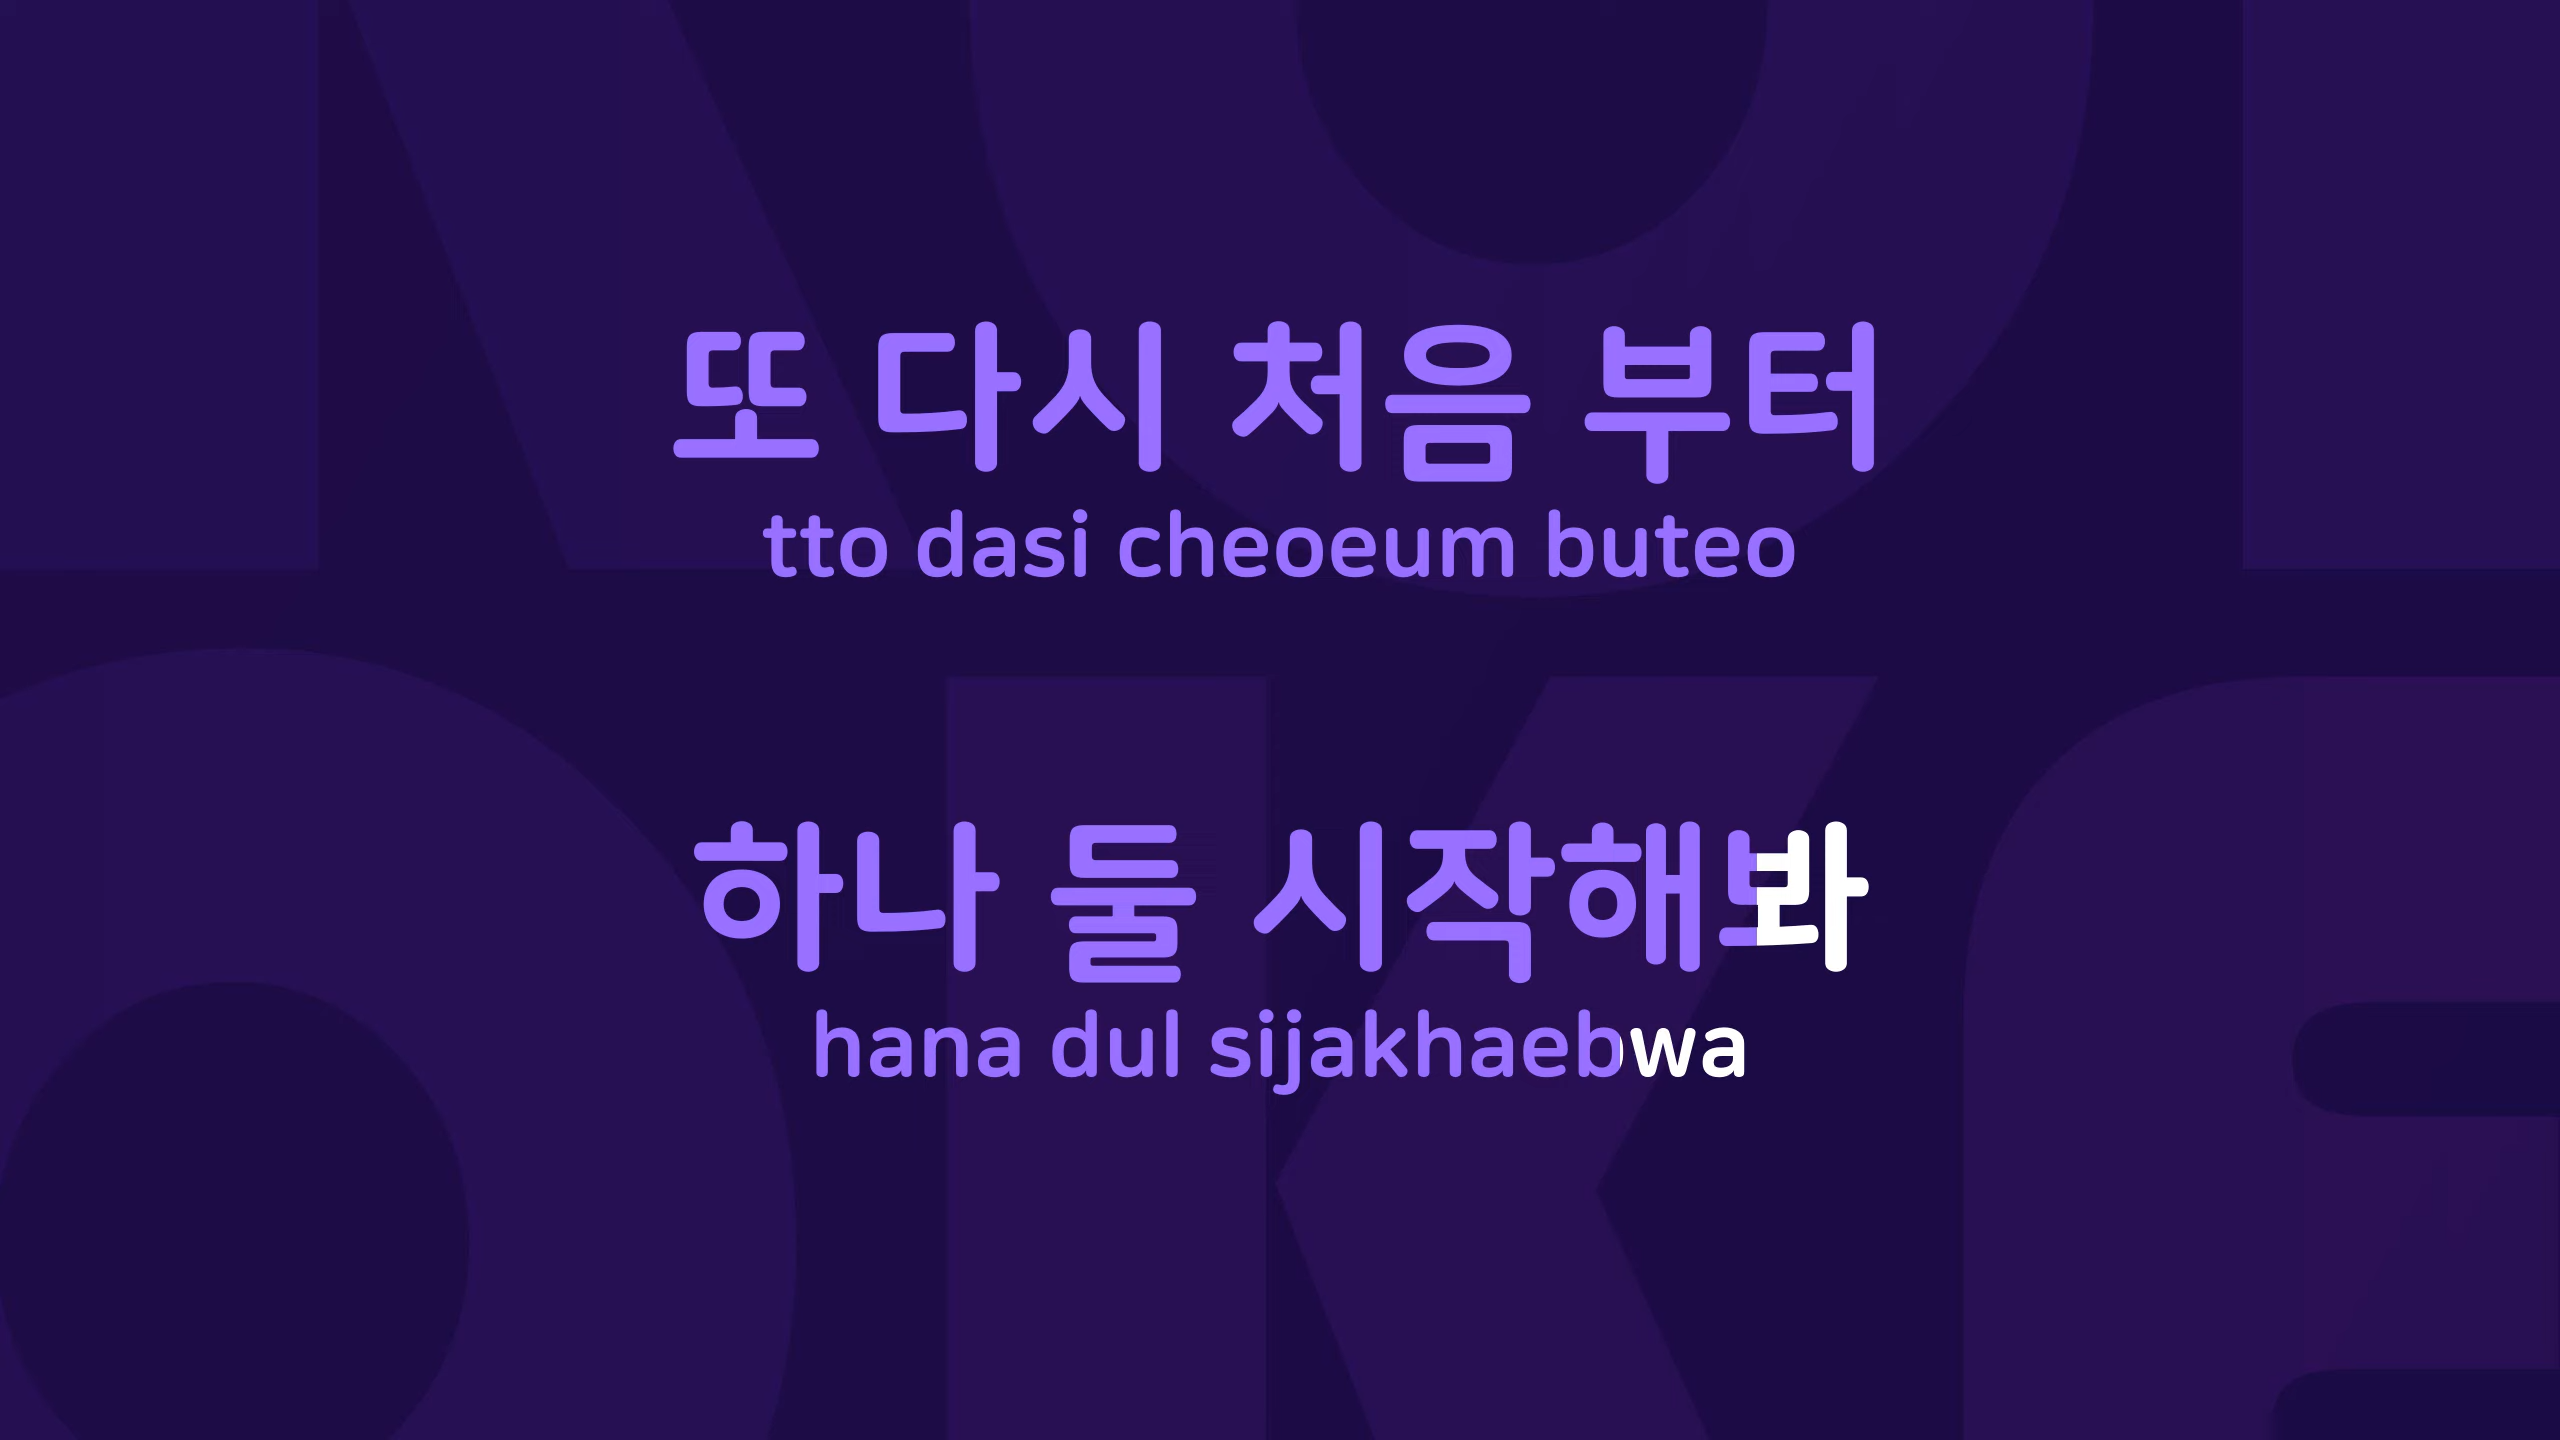 또 다시 처음 부터
tto dasi cheoeum buteo
하나 둘 시작해봐
hana dul sijakhaebwa